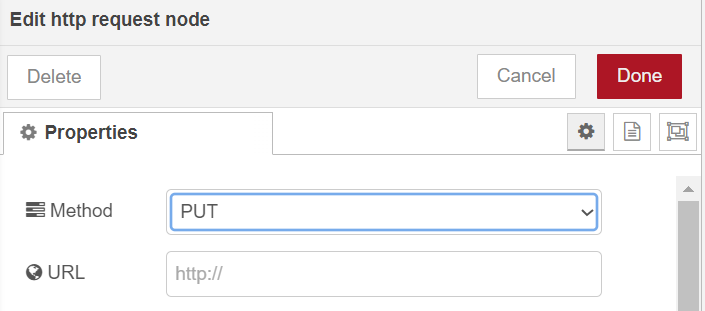 Edit http request node
Delete
Cancel
Done
Properties
Method
PUT
URL
http://